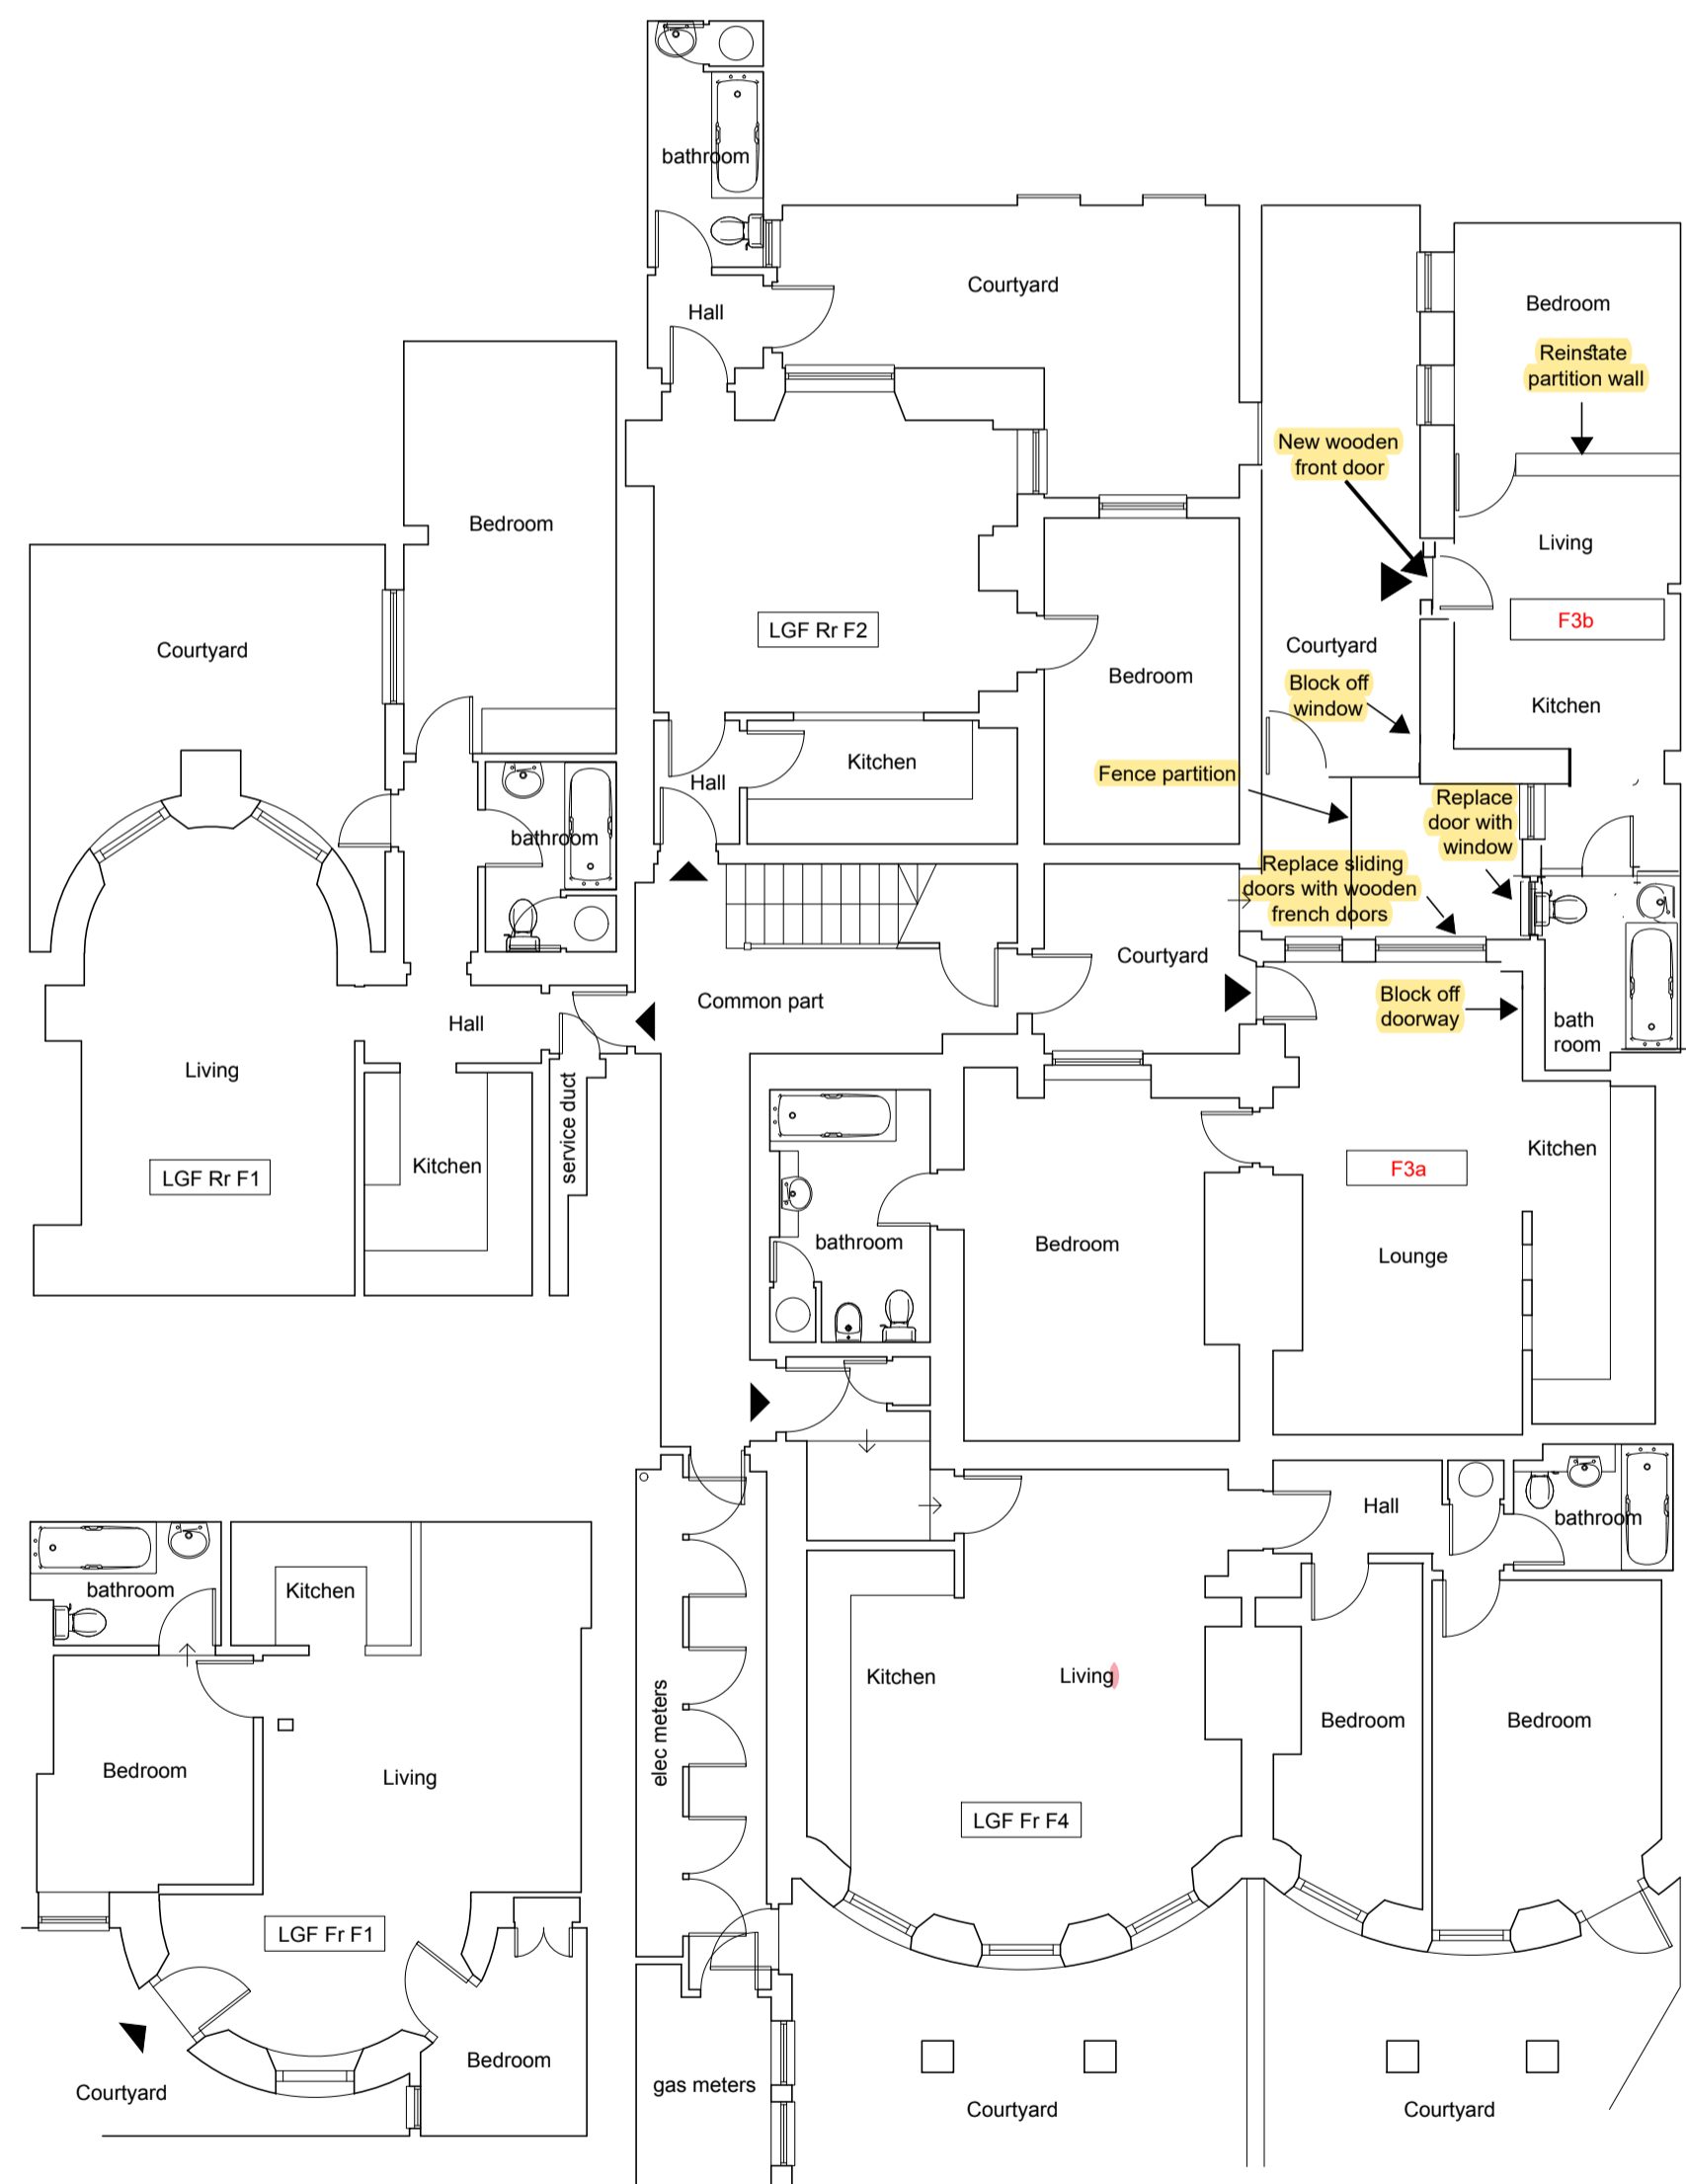 bathroom
Courtyard
Hall
Bedroom
Reinstate
partition wall
New wooden
front door
Bedroom
Living
F3b
LGF Rr F2
Courtyard
Courtyard
Bedroom
Block off
window
Kitchen
Kitchen
Fence partition
Hall
Replace
door with
window
bathroom
Replace sliding
doors with wooden
french doors
Courtyard
Common part
Block off
doorway
Hall
bath
room
Living
service duct
Kitchen
Kitchen
F3a
LGF Rr F1
bathroom
Bedroom
Lounge
Hall
bathroom
bathroom
Kitchen
Kitchen
Living
elec meters
Bedroom
Bedroom
Bedroom
Living
LGF Fr F4
LGF Fr F1
Bedroom
gas meters
Courtyard
Courtyard
Courtyard